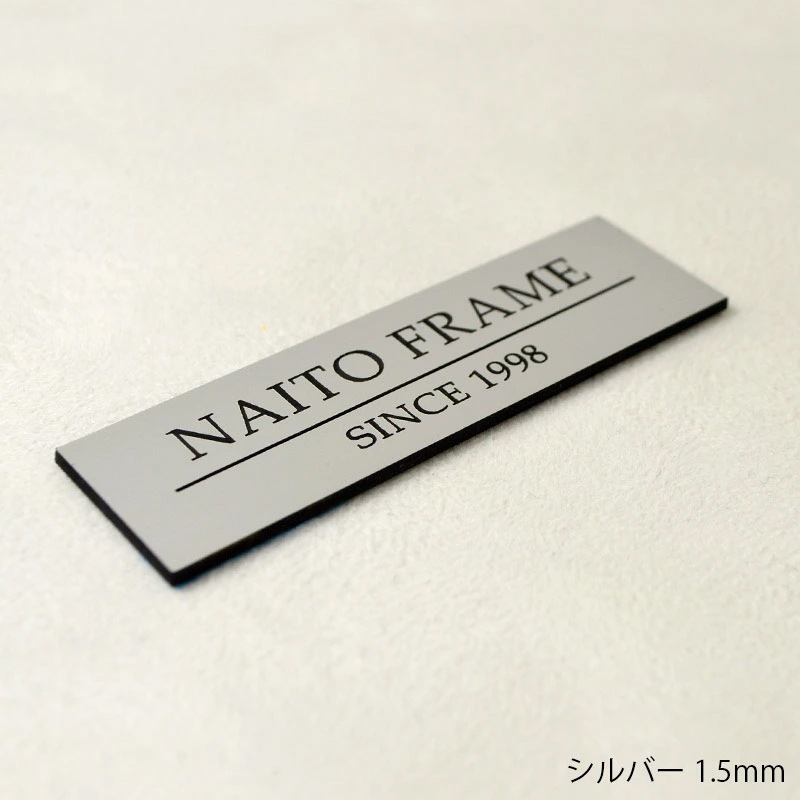 NAITO FRAME
SINCE 1998
シルバー 1.5mm